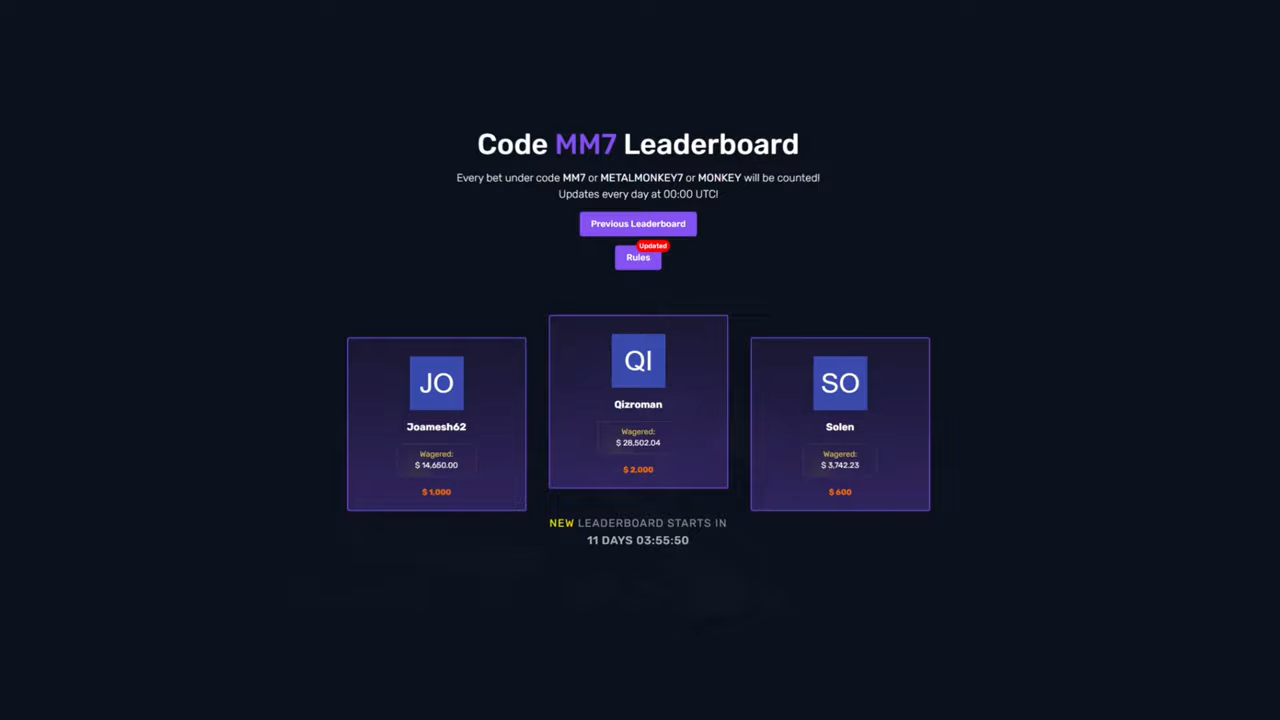 Code MM7 Leaderboard
Every bet under code MM7 or METALMONKEY7 or MONKEY will be counted!
Updates every day at 00:00 UTC!
Previous Leaderboard
Updated
Rules
JO
Joamesh62
Wagered:
$ 14,650.00
$ 1,000
QI
Qizroman
Wagered:
$ 28,502.04
$ 2,000
SO
Solen
Wagered:
$ 3,742.23
$ 600
NEW LEADERBOARD STARTS IN
11 DAYS 03:55:50